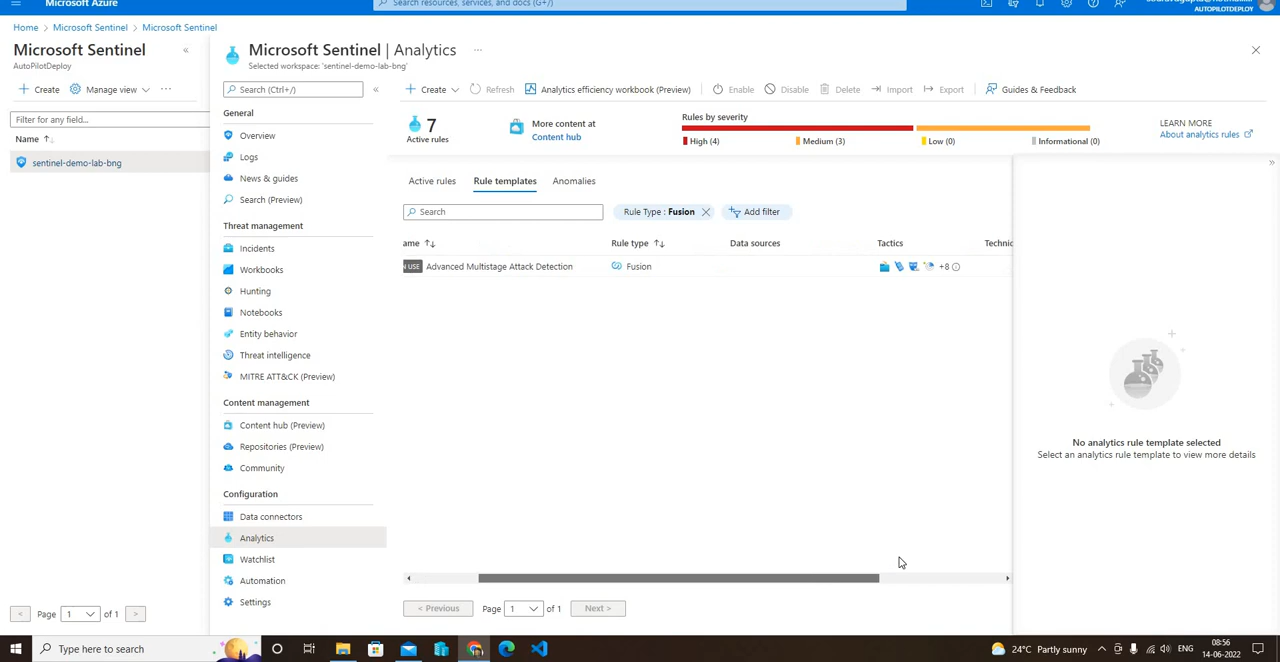 Microsoft Azure
Search resources, services, and docs (G+/)
AUTOPILOTDEPLOY
Home > Microsoft Sentinel > Microsoft Sentinel
Microsoft Sentinel
«
AutoPilotDeploy
Create
Manage view
...
Filter for any field...
Name
sentinel-demo-lab-bng
< Page 1 of 1 >
Microsoft Sentinel | Analytics
...
Selected workspace: 'sentinel-demo-lab-bng'
Search (Ctrl+/)
«
General
Overview
Logs
News & guides
Search (Preview)
Threat management
Incidents
Workbooks
Hunting
Notebooks
Entity behavior
Threat intelligence
MITRE ATT&CK (Preview)
Content management
Content hub (Preview)
Repositories (Preview)
Community
Configuration
Data connectors
Analytics
Watchlist
Automation
Settings
Create
Refresh
Analytics efficiency workbook (Preview)
Enable
Disable
Delete
Import
Export
Guides & Feedback
7
Active rules
More content at
Content hub
Rules by severity
High (4)
Medium (3)
Low (0)
Informational (0)
LEARN MORE
About analytics rules
Active rules
Rule templates
Anomalies
Search
Rule Type : Fusion
Add filter
ame
Rule type
Data sources
Tactics
Technic
N USE Advanced Multistage Attack Detection
Fusion
+8
< Previous Page 1 of 1 Next >
»
No analytics rule template selected
Select an analytics rule template to view more details
Type here to search
24°C Partly sunny
ENG
08:56
14-06-2022